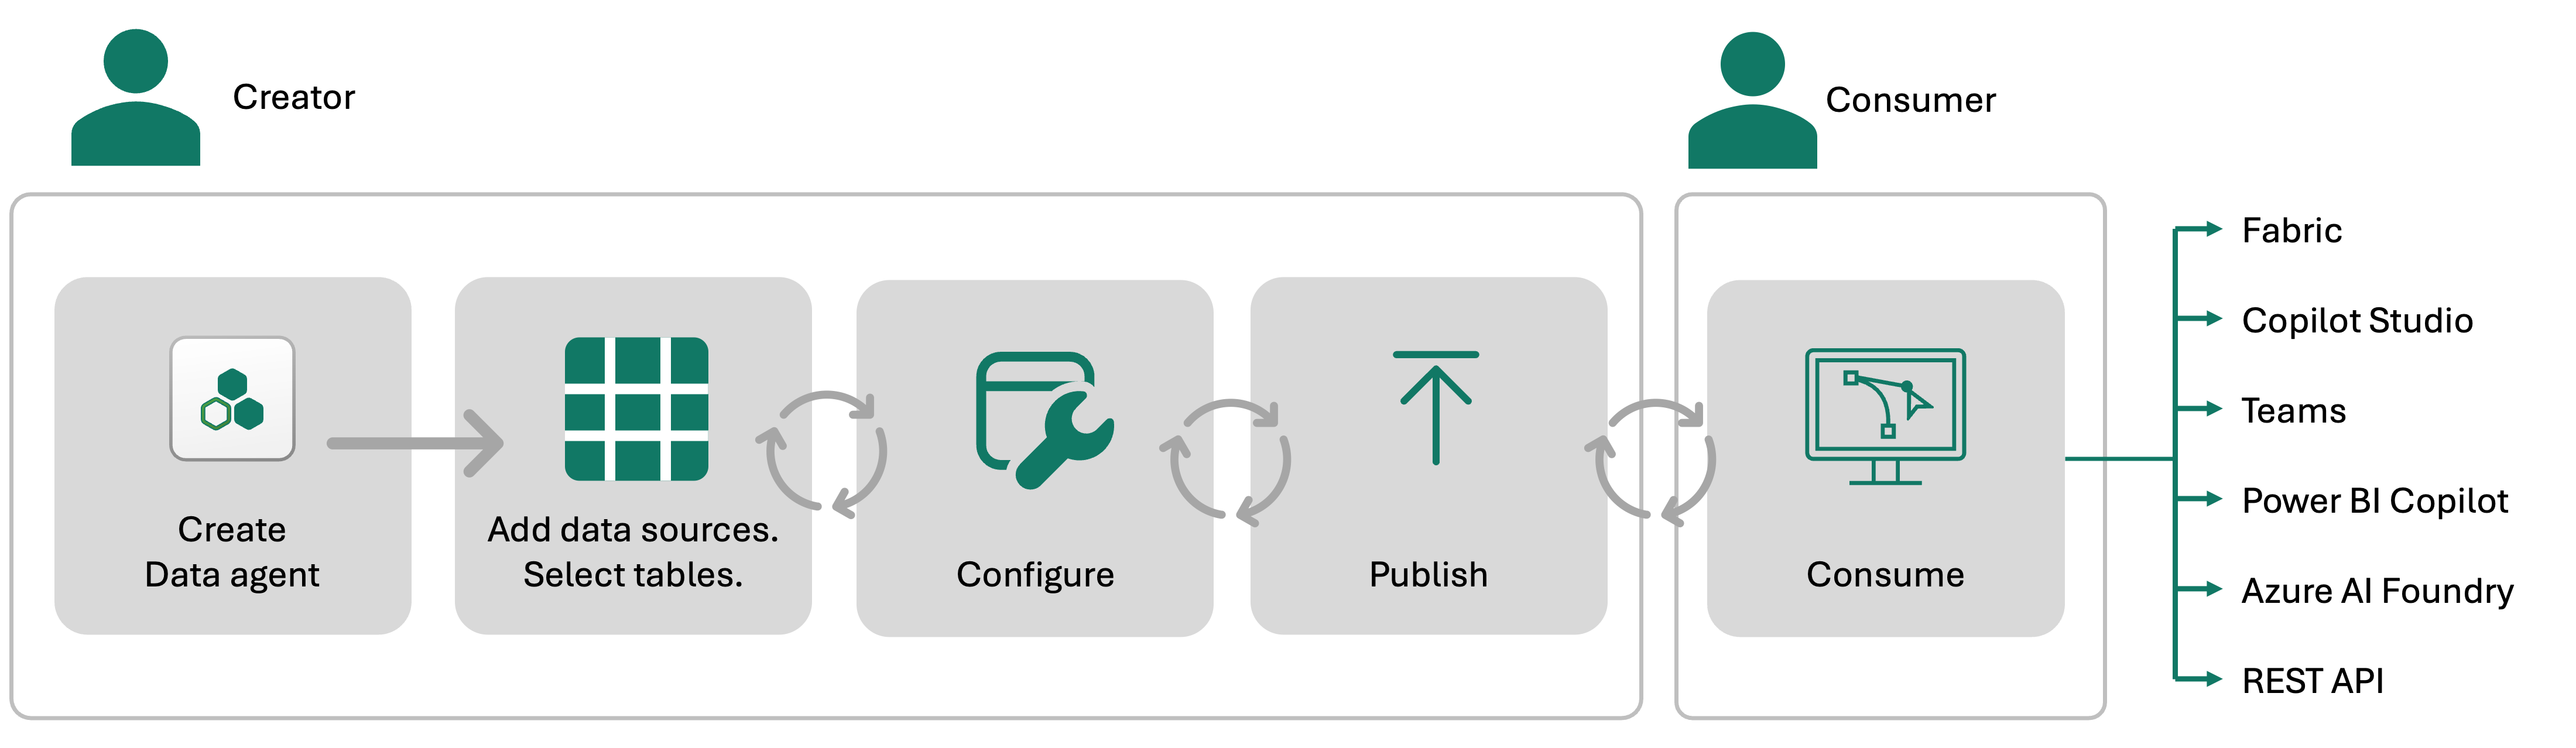 Creator
Consumer
Create
Data agent
Add data sources.
Select tables.
Configure
Publish
Consume
Fabric
Copilot Studio
Teams
Power BI Copilot
Azure AI Foundry
REST API